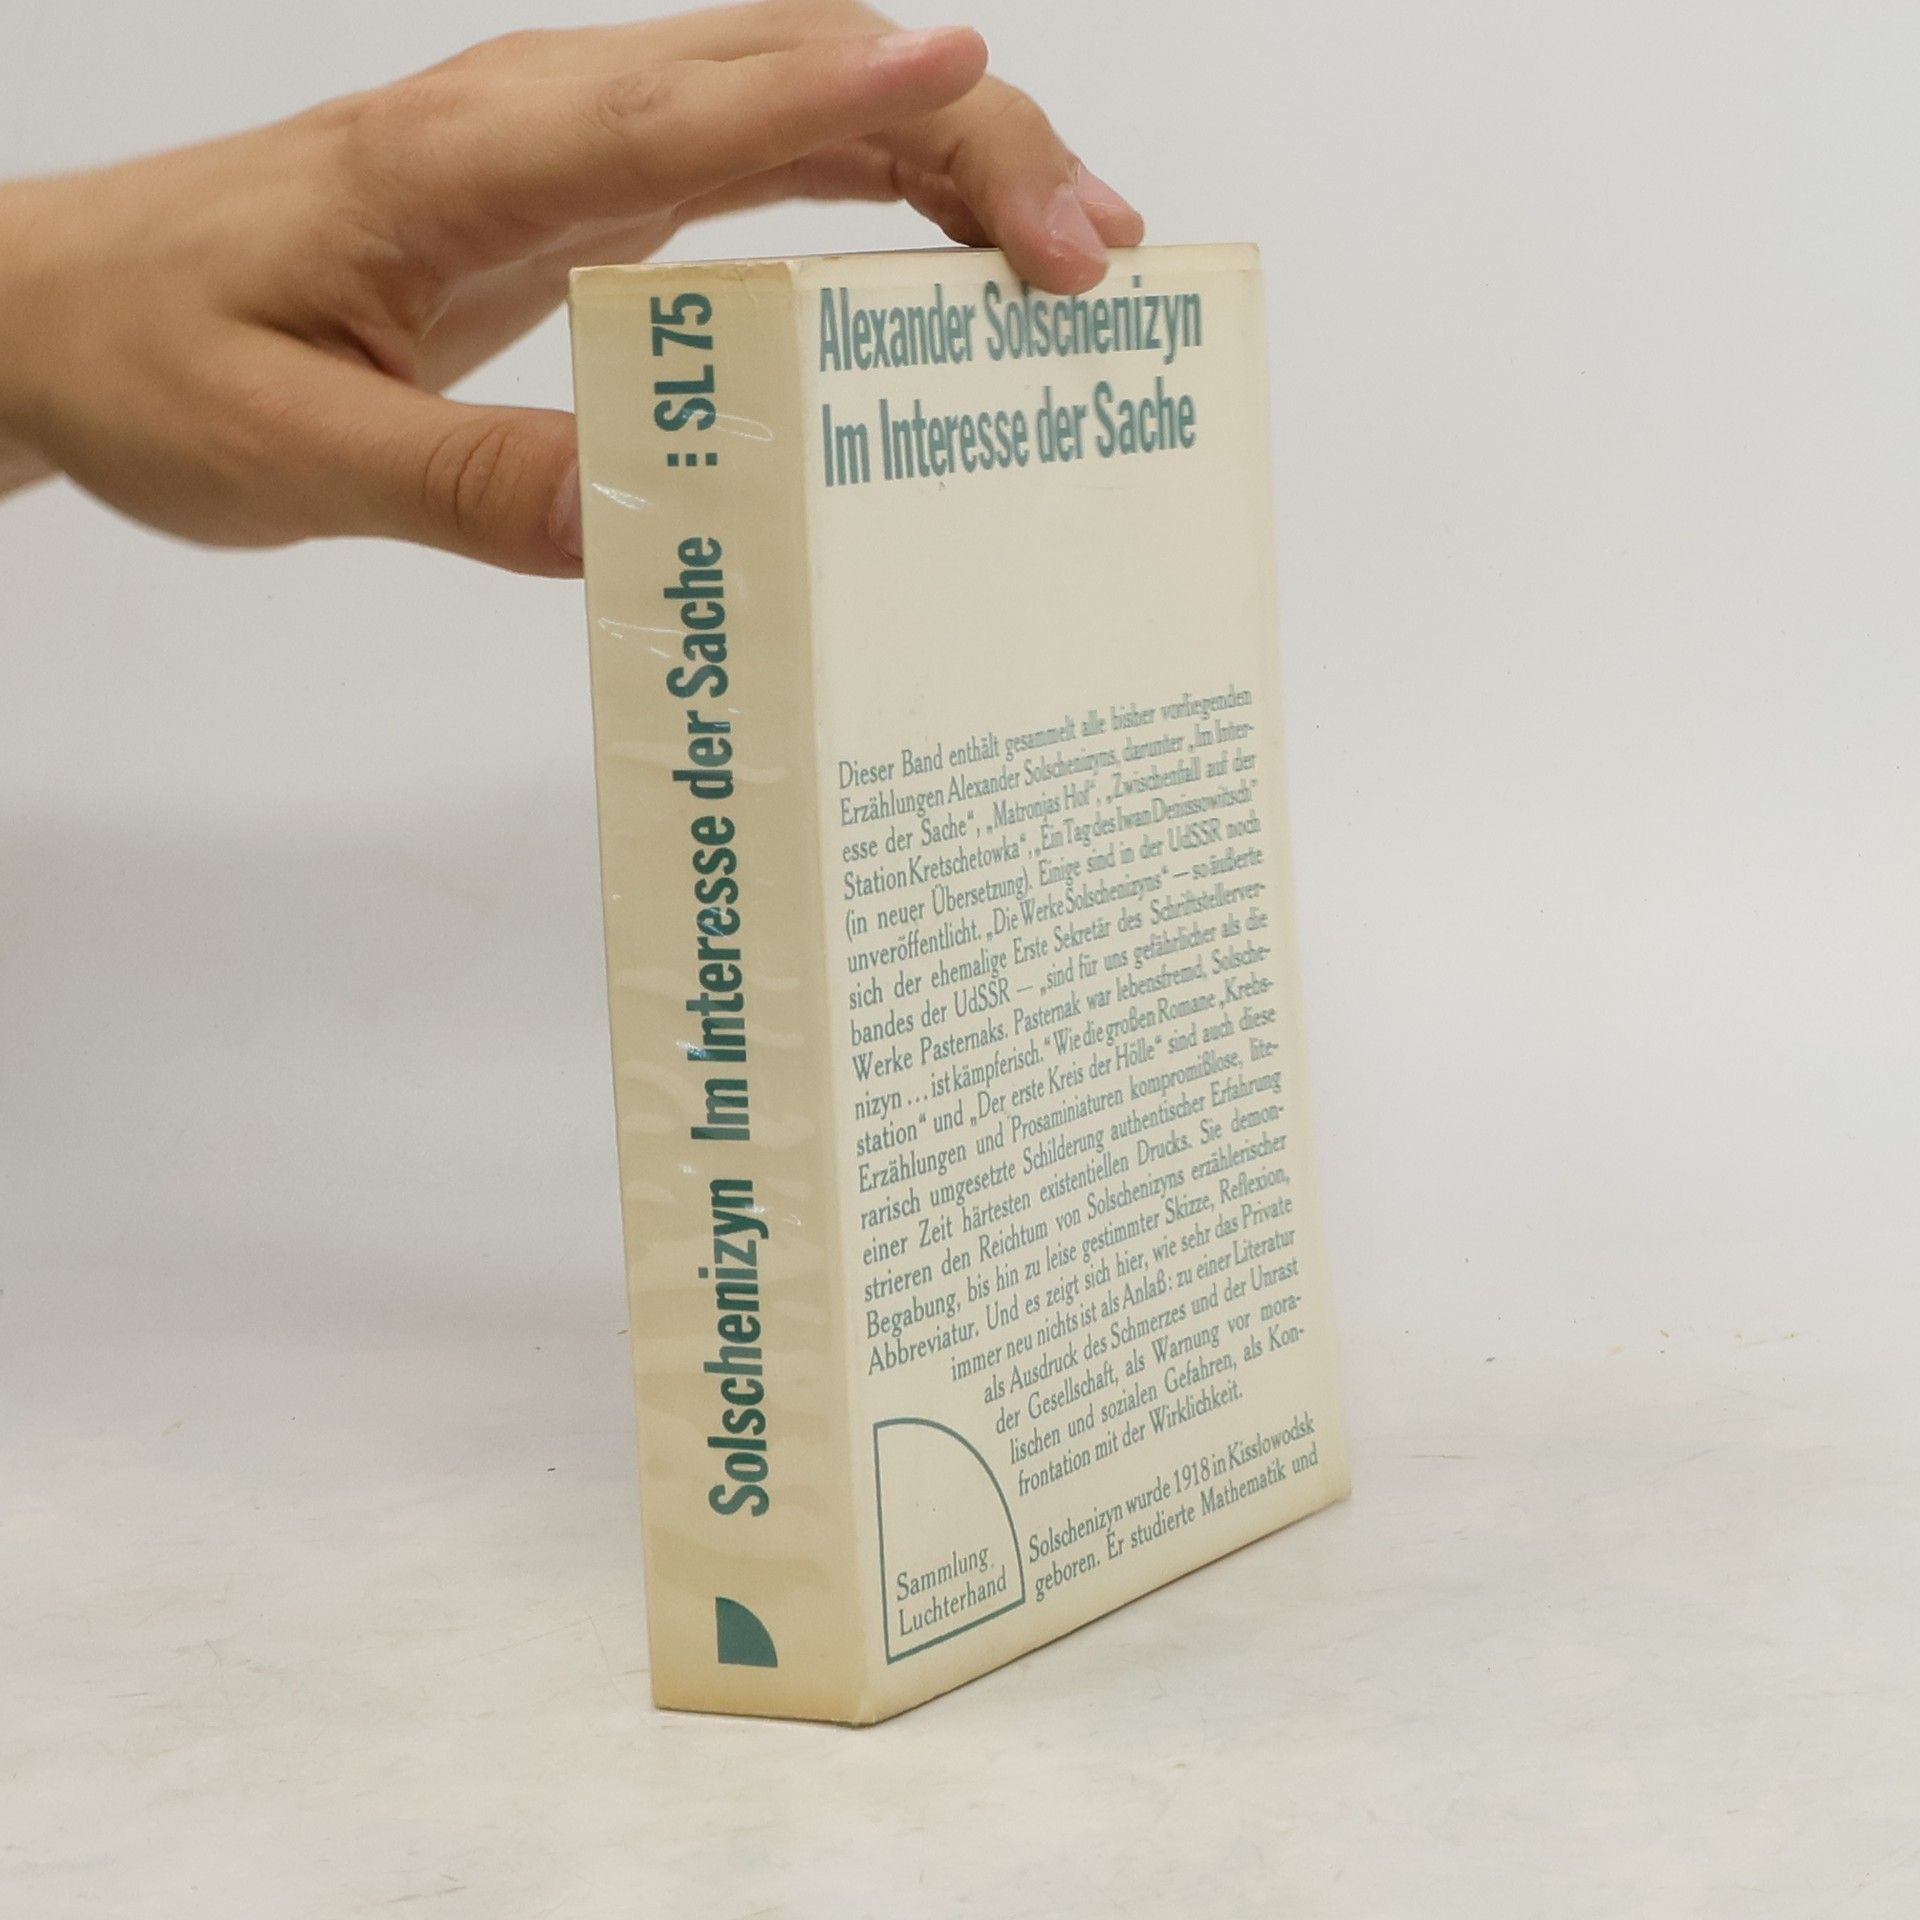 Solschenizyn Im Interesse der Sache : SL 75
Alexander Solschenizyn
Im Interesse der Sache
Dieser Band enthält gesammelt alle bisher vorliegenden
Erzählungen Alexander Solschenizyns, darunter „Im Inter-
esse der Sache“, „Matronjas Hof“, „Zwischenfall auf der
Station Kretschetowka“, „Ein Tag des Iwan Denissowitsch“
(in neuer Übersetzung). Einige sind in der UdSSR noch
unveröffentlicht. „Die Werke Solschenizyns“ — so äußerte
sich der ehemalige Erste Sekretär des Schriftstellerver-
bandes der UdSSR — „sind für uns gefährlicher als die
Werke Pasternaks. Pasternak war lebensfremd, Solsche-
nizyn ... ist kämpferisch.“ Wie die großen Romane „Krebs-
station“ und „Der erste Kreis der Hölle“ sind auch diese
Erzählungen und Prosaminiaturen kompromißlose, lite-
rarisch umgesetzte Schilderung authentischer Erfahrung
einer Zeit härtesten existentiellen Drucks. Sie demon-
strieren den Reichtum von Solschenizyns erzählerischer
Begabung, bis hin zu leise gestimmter Skizze, Reflexion,
Abbreviatur. Und es zeigt sich hier, wie sehr das Private
immer neu nichts ist als Anlaß: zu einer Literatur
als Ausdruck des Schmerzes und der Unrast
der Gesellschaft, als Warnung vor mora-
lischen und sozialen Gefahren, als Kon-
frontation mit der Wirklichkeit.
Solschenizyn wurde 1918 in Kisslowodsk
geboren. Er studierte Mathematik und
Sammlung
Luchterhand